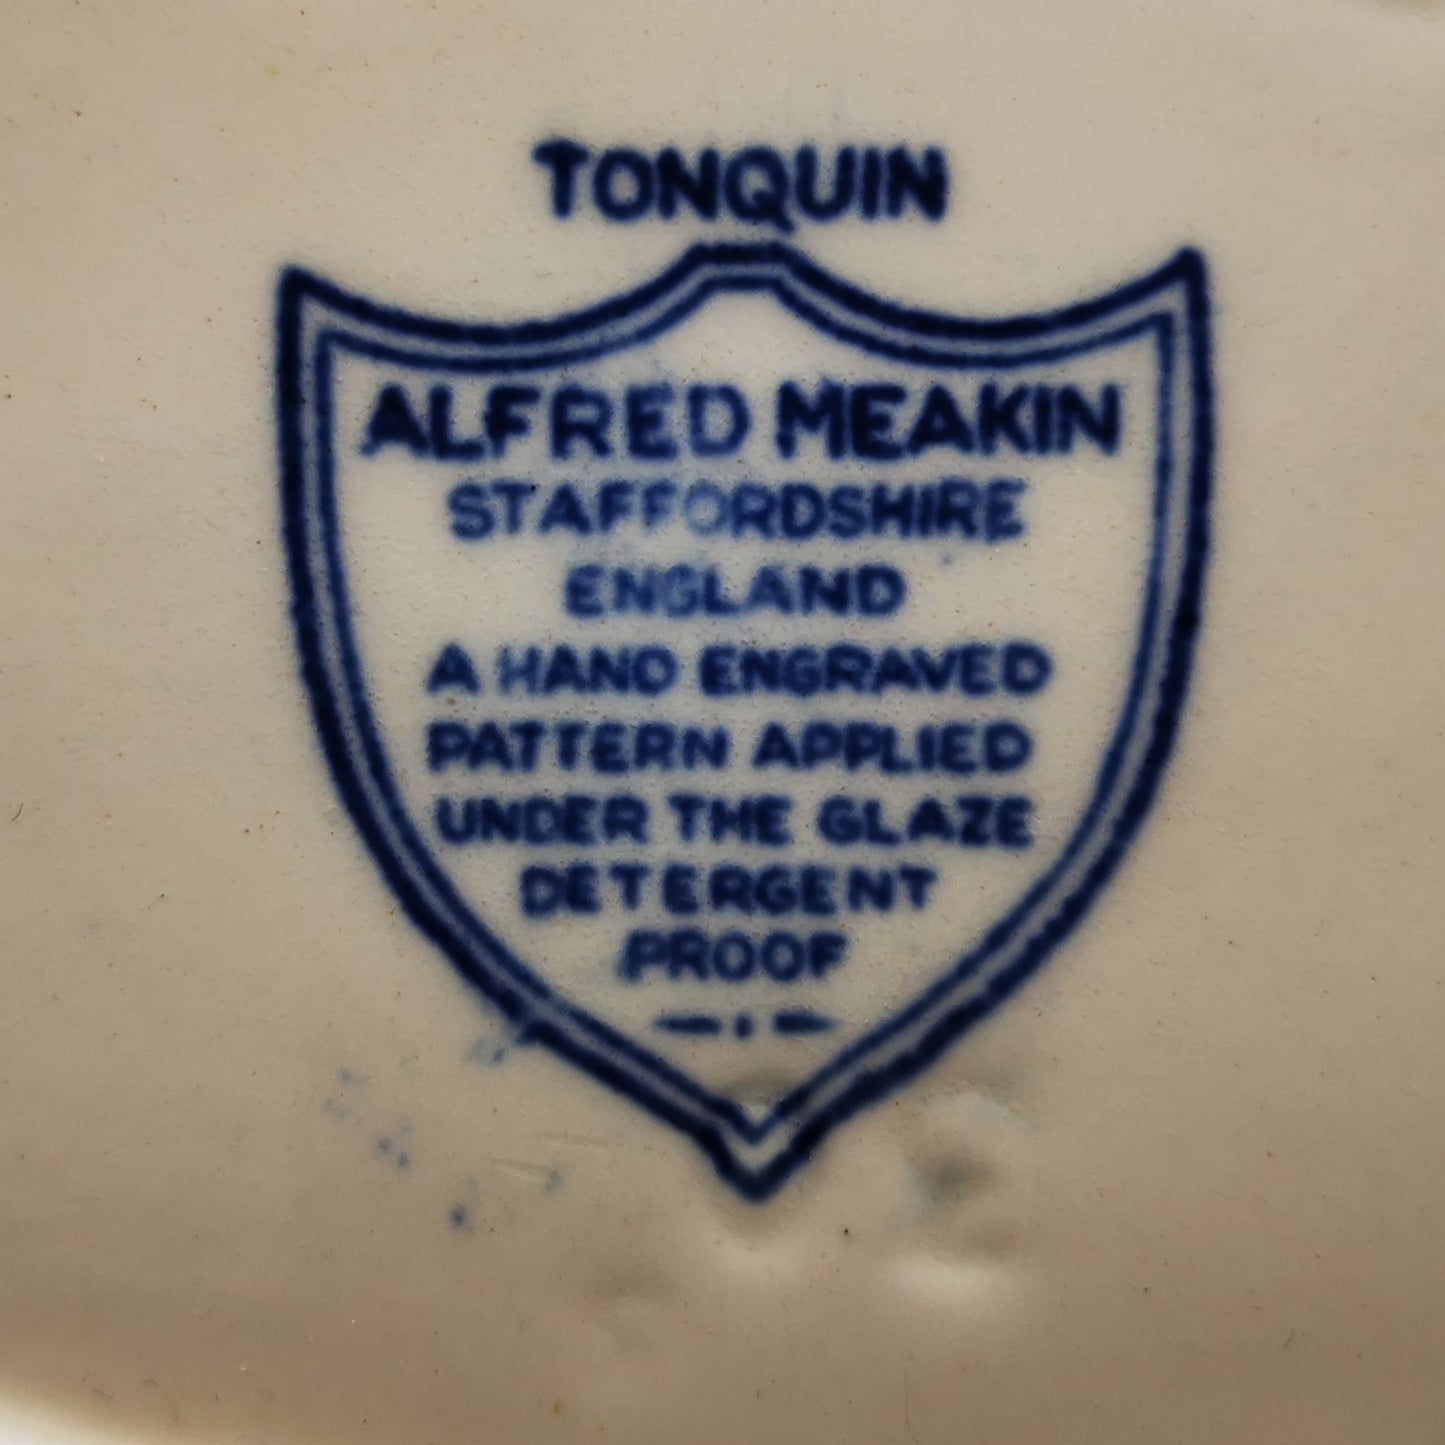 TONQUIN
ALFRED MEAKIN
STAFFORDSHIRE
ENGLAND
A HAND ENGRAVED
PATTERN APPLIED
UNDER THE GLAZE
DETERGENT
PROOF